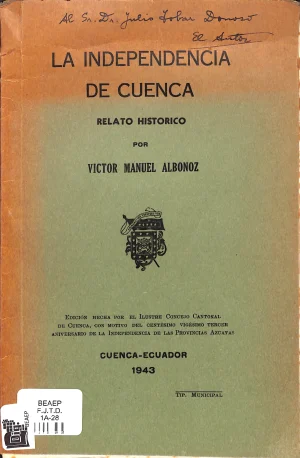 Al Sr. Dr. Julio Tobar Donoso
El Autor
LA INDEPENDENCIA
DE CUENCA
RELATO HISTORICO
POR
VICTOR MANUEL ALBONOZ
EDICIÓN HECHA POR EL ILUSTRE CONCEJO CANTONAL
DE CUENCA, CON MOTIVO DEL CENTÉSIMO VIGÉSIMO TERCER
ANIVERSARIO DE LA INDEPENDENCIA DE LAS PROVINCIAS AZUAYAS
CUENCA-ECUADOR
1943
TIP. MUNICIPAL
BEAEP
F.J.T.D.
1A-28
BEAEP